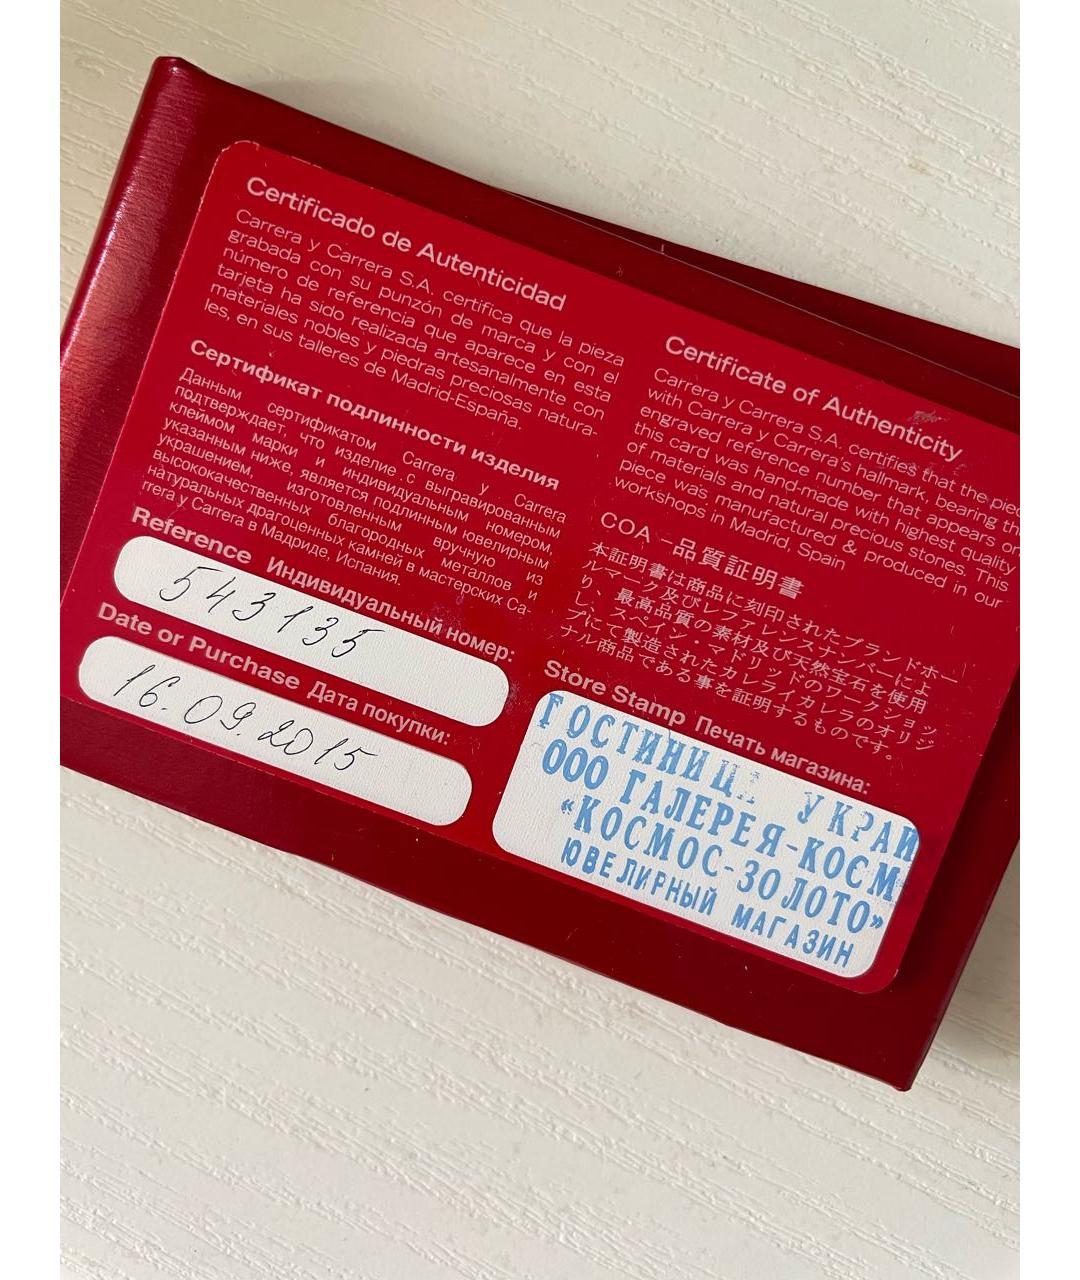 Certificado de Autenticidad
Carrera y Carrera S.A. certifica que la pieza
grabada con su punzón de marca y con el
número de referencia que aparece en esta
tarjeta ha sido realizada artesanalmente con
materiales nobles y piedras preciosas natura-
les, en sus talleres de Madrid-España.
Сертификат подлинности изделия
Данным сертификатом Carrera y Carrera
подтверждает, что изделие с выгравированным
клеймом марки и индивидуальным номером,
указанным ниже, является подлинным ювелирным
украшением, изготовленным вручную из
высококачественных благородных металлов и
натуральных драгоценных камней в мастерских Ca-
rrera y Carrera в Мадриде, Испания.
Reference Индивидуальный номер:
543135
Date or Purchase Дата покупки:
16.09.2015
Certificate of Authenticity
Carrera y Carrera S.A. certifies that the piec
with Carrera y Carrera's hallmark, bearing th
engraved reference number that appears on
this card was hand-made with highest quality
of materials and natural precious stones. This
piece was manufactured & produced in our
workshops in Madrid, Spain
COA -品質証明書
本証明書は商品に刻印されたブランドホー
ルマーク及びレファレンスナンバーによ
り、最高品質の素材及び天然宝石を使用
し、スペイン・マドリッドのワークショッ
プにて製造されたカレライカレラのオリジ
ナル商品である事を証明するものです。
Store Stamp Печать магазина:
ГОСТИНИЦ УКРАИ
ООО ГАЛЕРЕЯ-КОСМ
«КОСМОС-ЗОЛОТО»
ЮВЕЛИРНЫЙ МАГАЗИН